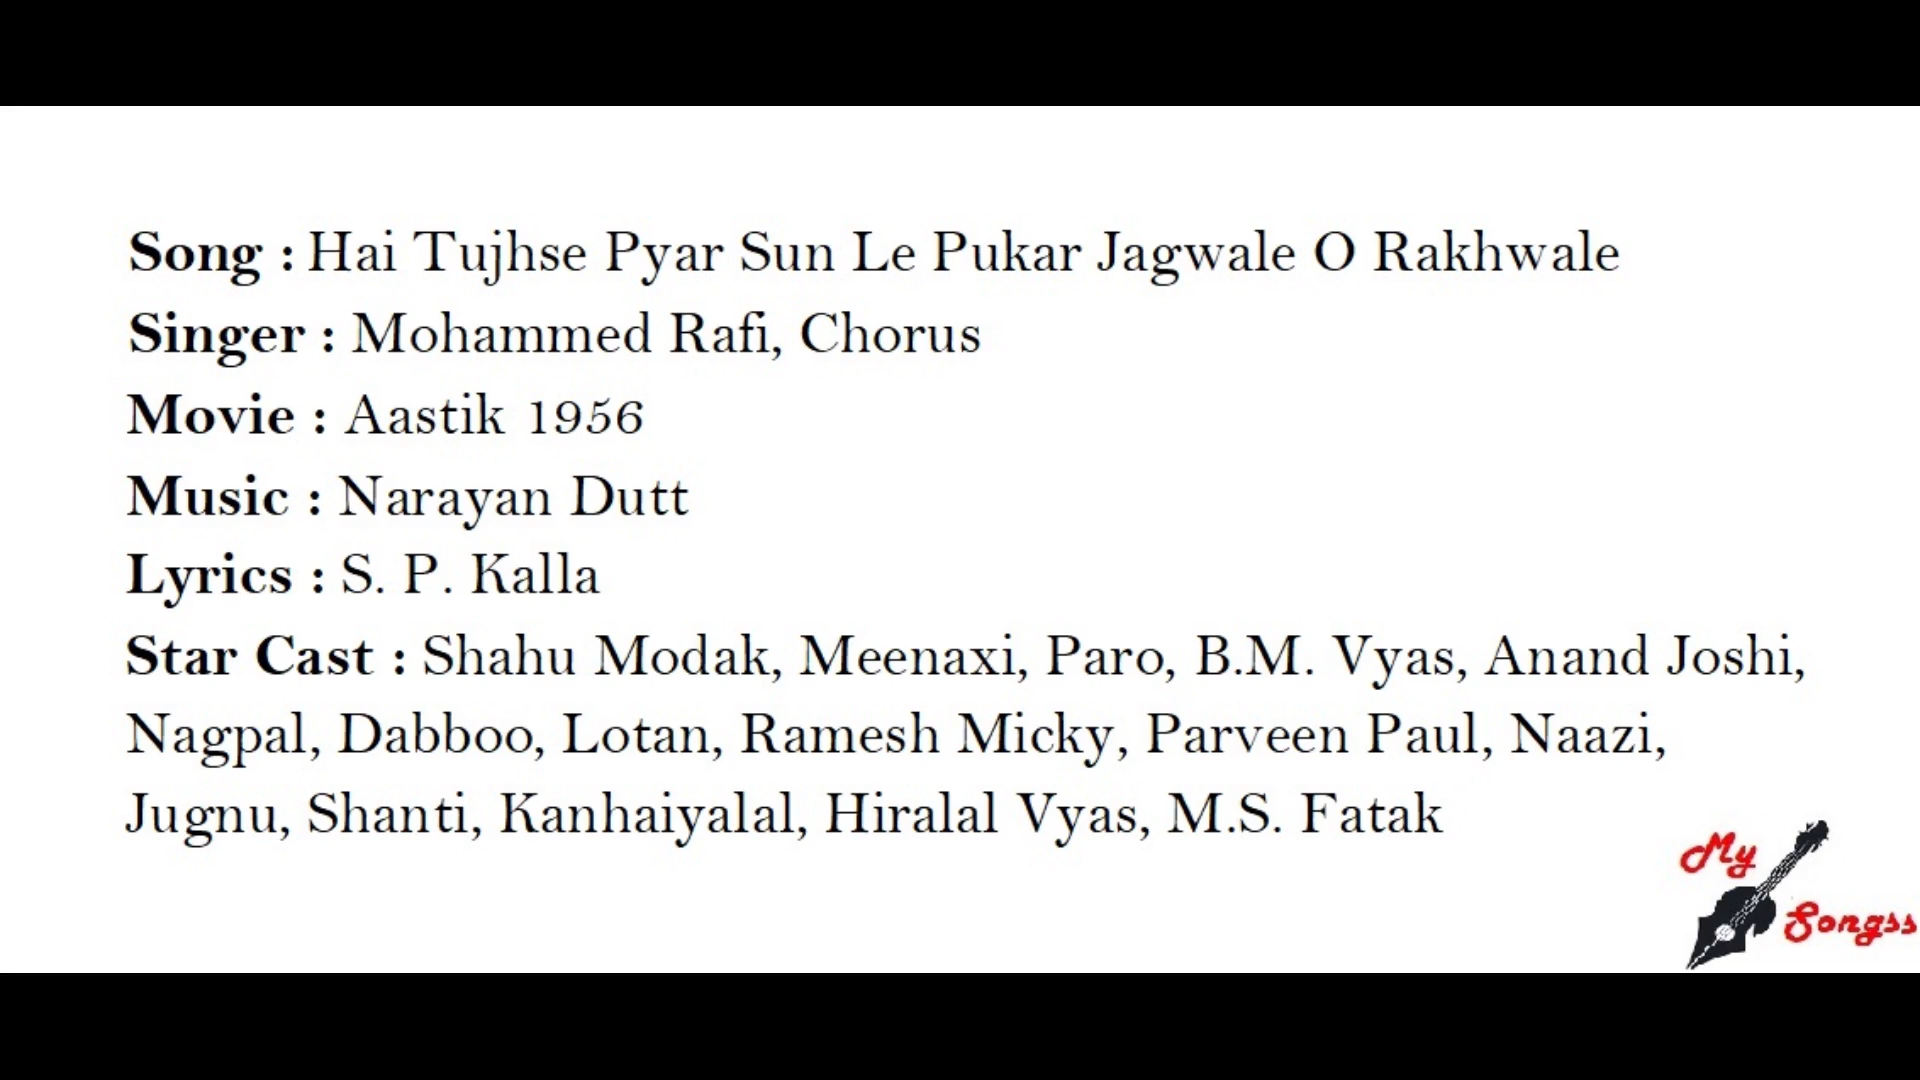 Song : Hai Tujhse Pyar Sun Le Pukar Jagwale O Rakhwale
Singer : Mohammed Rafi, Chorus
Movie : Aastik 1956
Music : Narayan Dutt
Lyrics : S. P. Kalla
Star Cast : Shahu Modak, Meenaxi, Paro, B.M. Vyas, Anand Joshi,
Nagpal, Dabboo, Lotan, Ramesh Micky, Parveen Paul, Naazi,
Jugnu, Shanti, Kanhaiyalal, Hiralal Vyas, M.S. Fatak
My
Songss